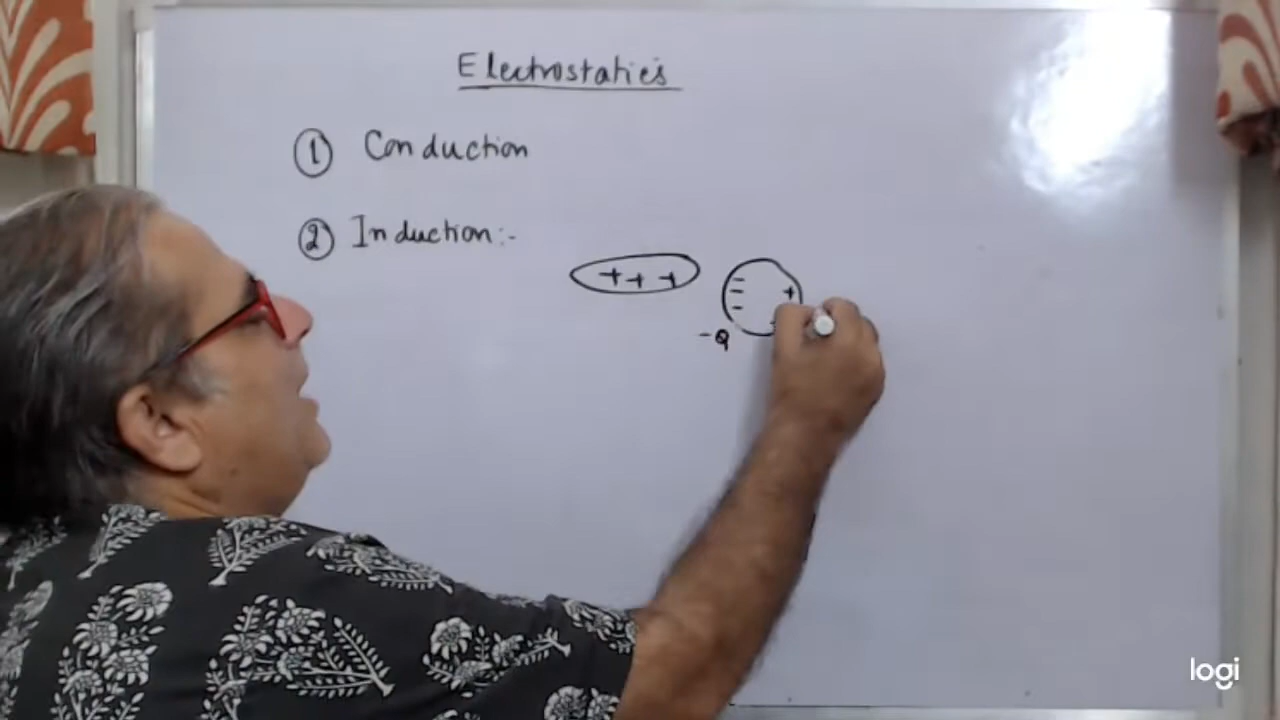 Electrostatics
① Conduction
② Induction:-
+ + +
- - -
+
-Q
logi